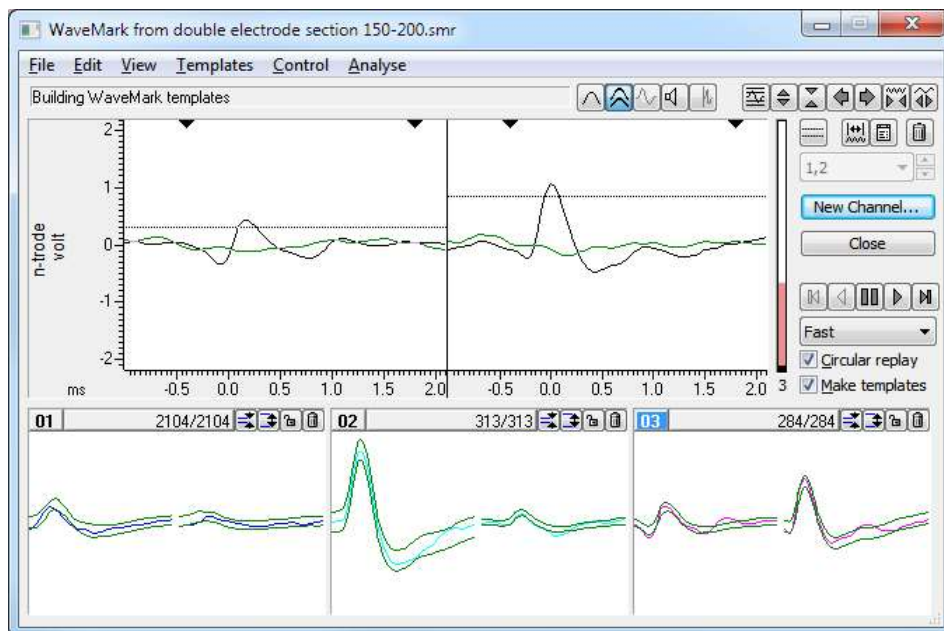 WaveMark from double electrode section 150-200.smr
File Edit View Templates Control Analyse
Building WaveMark templates
n-trode
volt
2
1
0
-1
-2
ms -0.5 0.0 0.5 1.0 1.5 2.0 -0.5 0.0 0.5 1.0 1.5 2.0
3
1,2
New Channel...
Close
Fast
Circular replay
Make templates
01 2104/2104 02 313/313 03 284/284